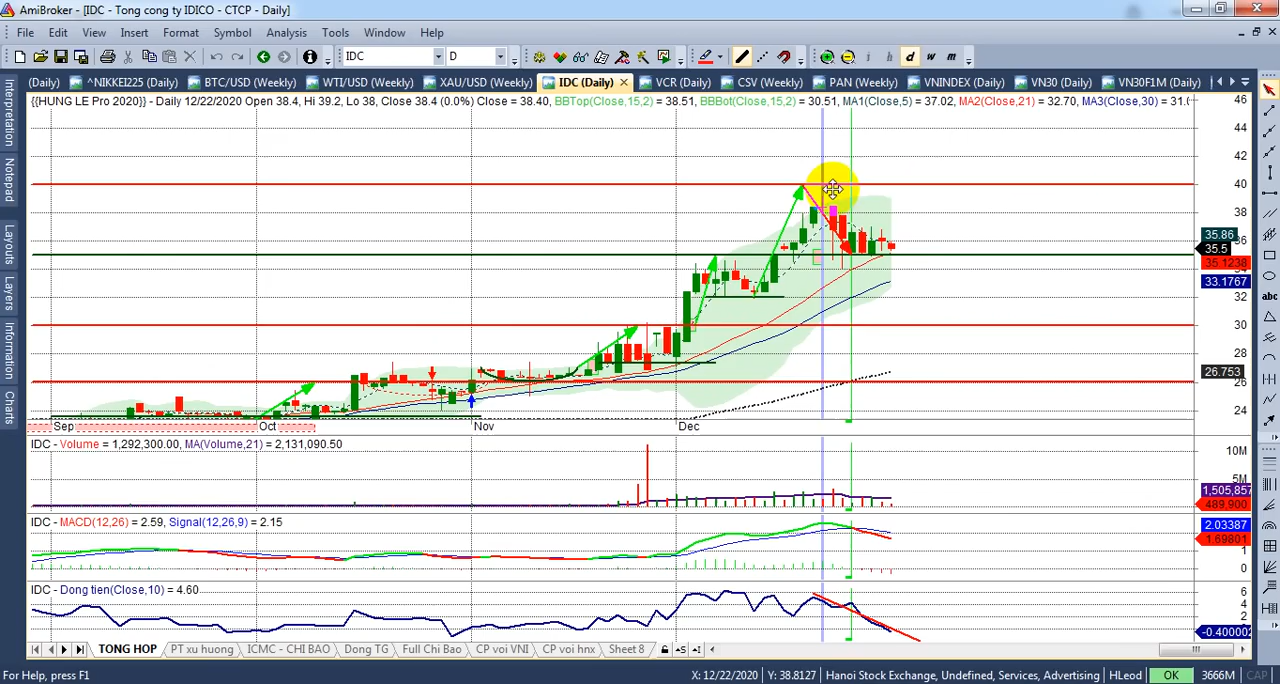 AmiBroker - [IDC - Tong cong ty IDICO - CTCP - Daily]
File Edit View Insert Format Symbol Analysis Tools Window Help
IDC D i h d w m
(Daily) ^NIKKEI225 (Daily) BTC/USD (Weekly) WTI/USD (Weekly) XAU/USD (Weekly) IDC (Daily) VCR (Daily) CSV (Weekly) PAN (Weekly) VNINDEX (Daily) VN30 (Daily) VN30F1M (Daily)
{{HUNG LE Pro 2020}} - Daily 12/22/2020 Open 38.4, Hi 39.2, Lo 38, Close 38.4 (0.0%) Close = 38.40, BBTop(Close,15,2) = 38.51, BBBot(Close,15,2) = 30.51, MA1(Close,5) = 37.02, MA2(Close,21) = 32.70, MA3(Close,30) = 31.0
Interpretation
Notepad
Layouts
Layers
Information
Charts
46
44
42
40
38
36
35.86
35.5
35.1238
34
33.1767
32
30
28
26.753
26
24
Sep Oct Nov Dec
IDC - Volume = 1,292,300.00, MA(Volume,21) = 2,131,090.50
10M
5M
1,505,857
489,900
IDC - MACD(12,26) = 2.59, Signal(12,26,9) = 2.15
2.03387
1.69801
1
0
IDC - Dong tien(Close,10) = 4.60
6
4
2
-0.400002
TONG HOP PT xu huong ICMC - CHI BAO Dong TG Full Chi Bao CP voi VNI CP voi hnx Sheet 8
abc
For Help, press F1 X: 12/22/2020 Y: 38.8127 Hanoi Stock Exchange, Undefined, Services, Advertising HLeod OK 3666M CAP